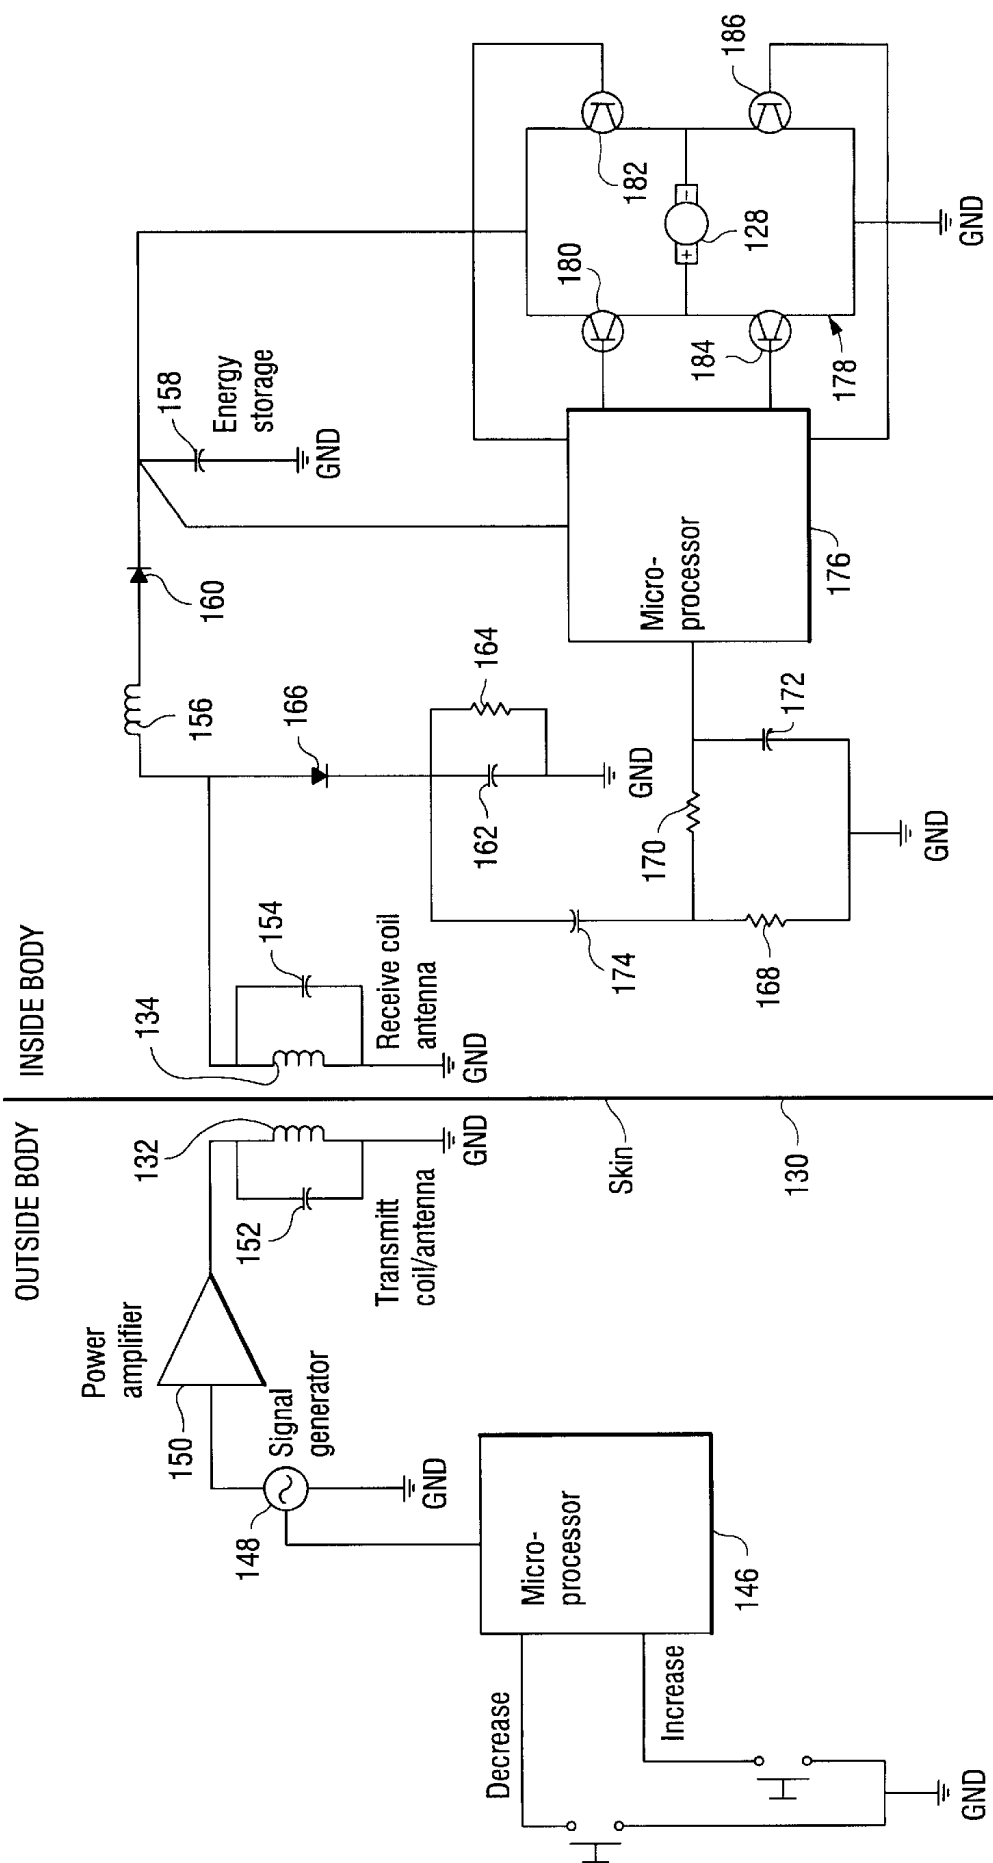 OUTSIDE BODY
INSIDE BODY
Power
amplifier
150
Signal
generator
148
GND
132
152
GND
Transmitt
coil/antenna
Micro-
processor
146
Decrease
Increase
GND
Skin
130
134
154
Receive coil
antenna
GND
156
160
158
Energy
storage
GND
166
164
162
GND
174
170
172
168
GND
Micro-
processor
176
180
182
184
186
128
178
GND